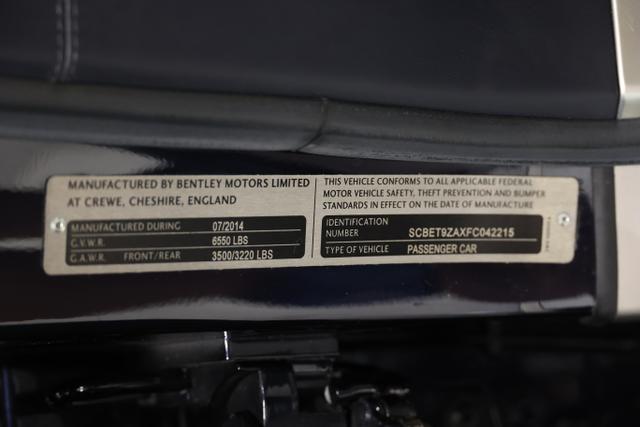 MANUFACTURED BY BENTLEY MOTORS LIMITED
AT CREWE, CHESHIRE, ENGLAND
MANUFACTURED DURING 07/2014
G.V.W.R. 6550 LBS
G.A.W.R. FRONT/REAR 3500/3220 LBS
THIS VEHICLE CONFORMS TO ALL APPLICABLE FEDERAL
MOTOR VEHICLE SAFETY, THEFT PREVENTION AND BUMPER
STANDARDS IN EFFECT ON THE DATE OF MANUFACTURE
IDENTIFICATION
NUMBER SCBET9ZAXFC042215
TYPE OF VEHICLE PASSENGER CAR